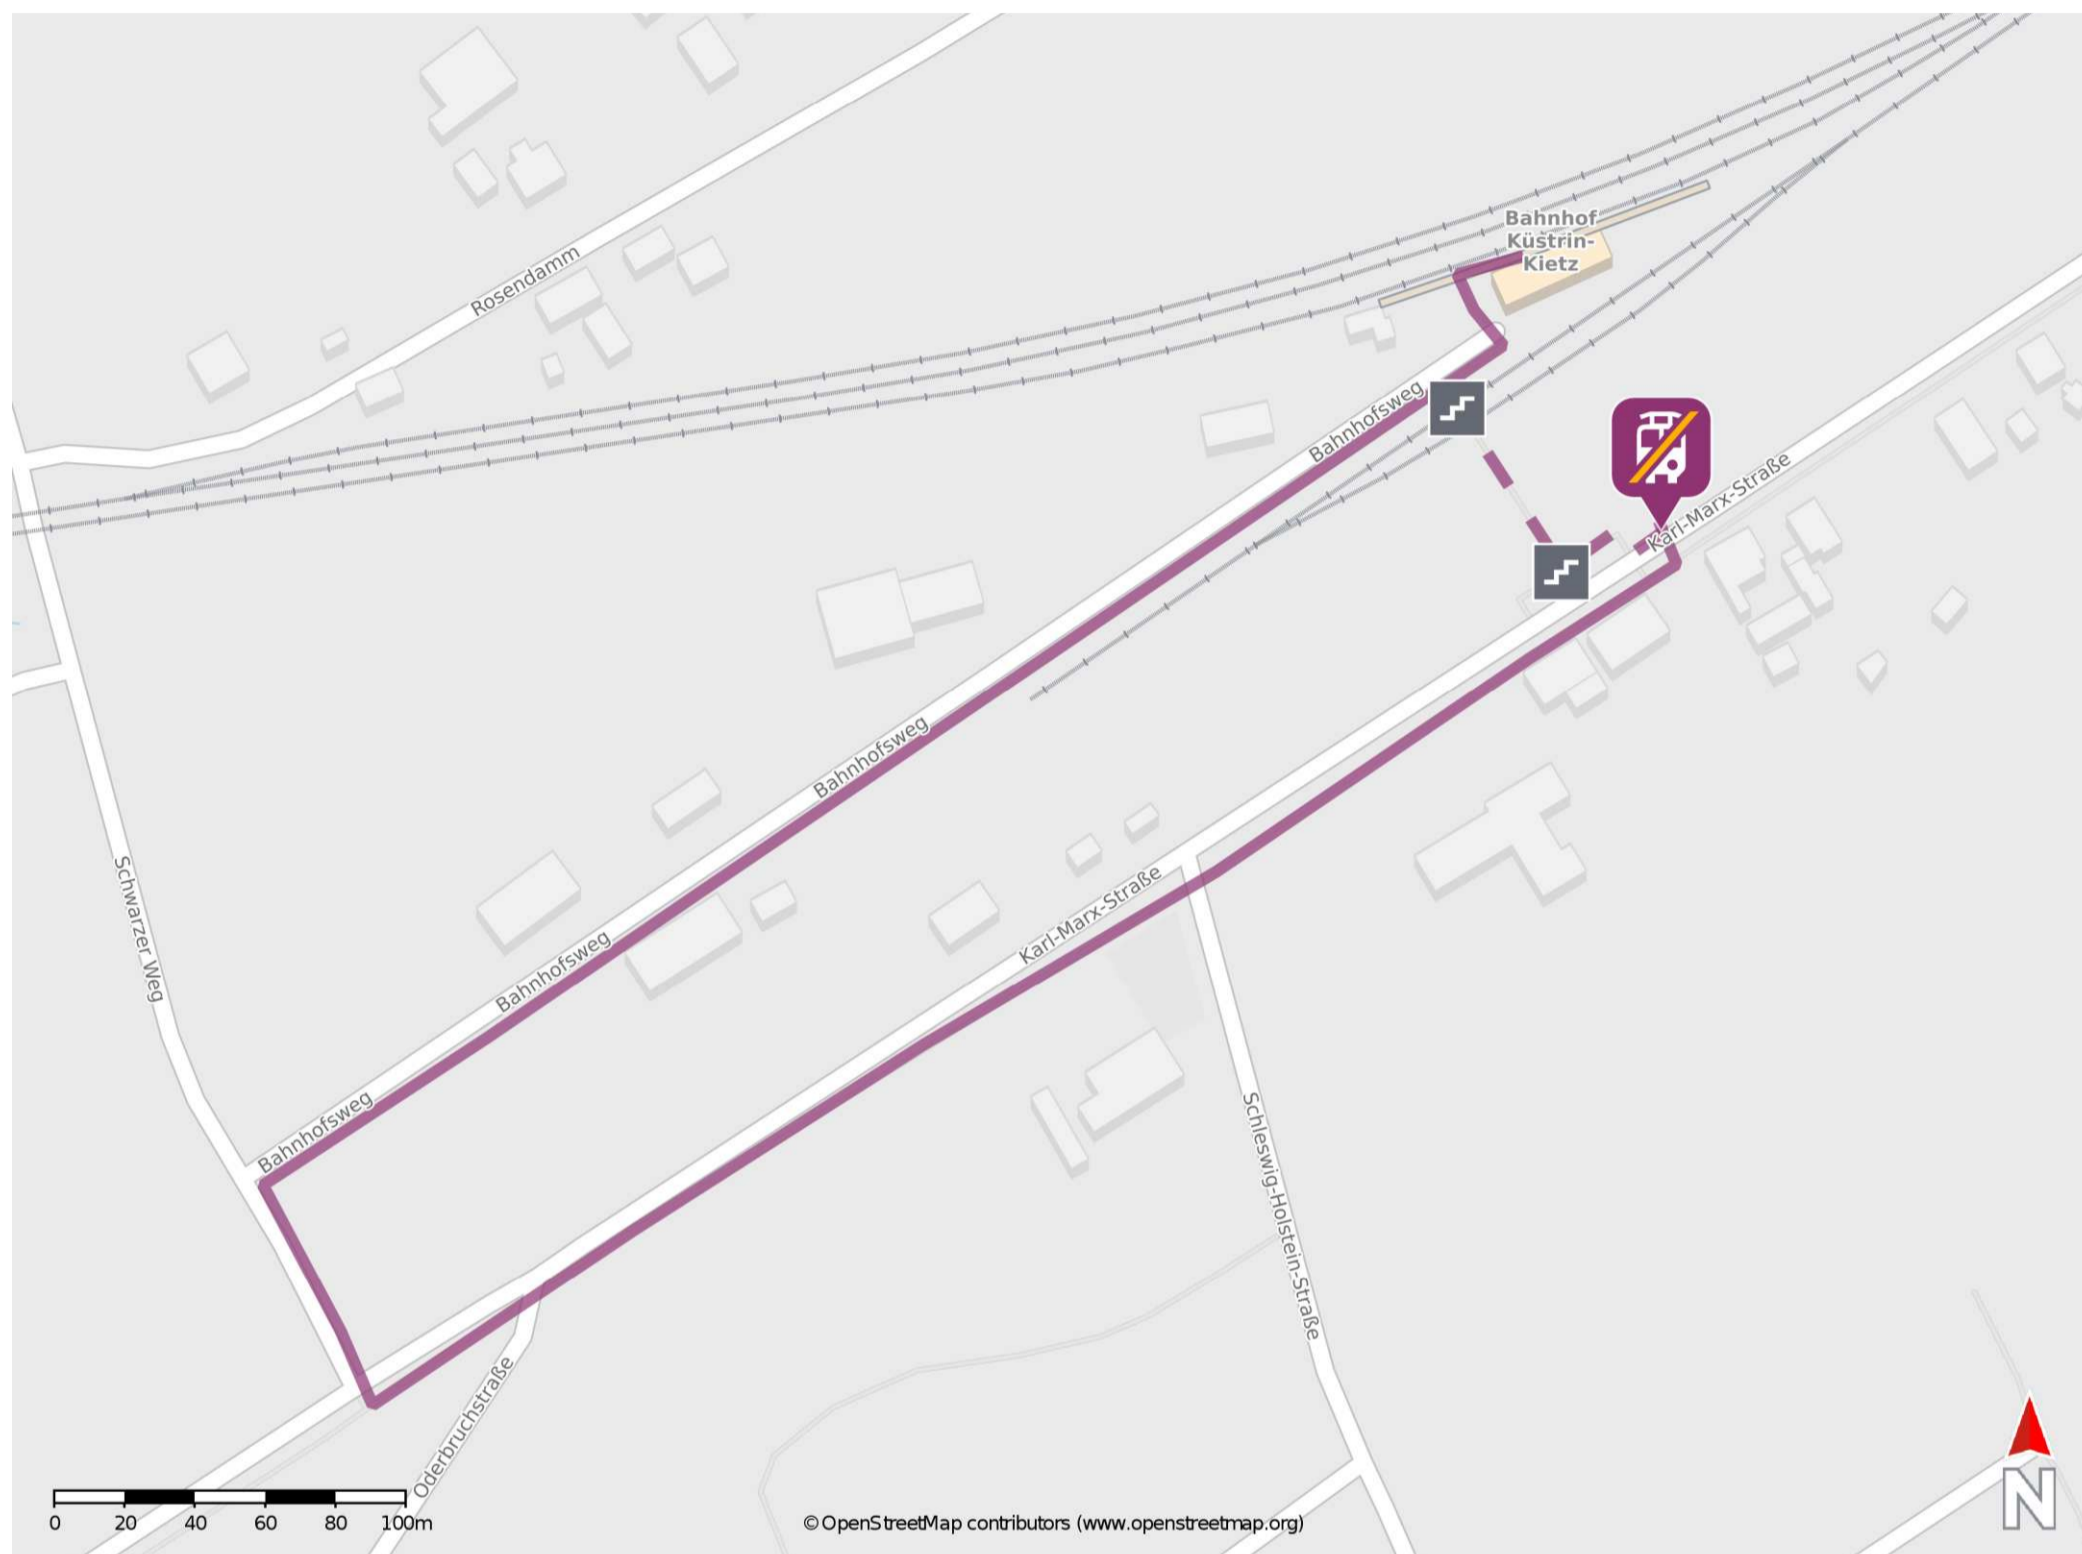 Bahnhof
Küstrin-
Kietz
Rosendamm
Bahnhofsweg
Karl-Marx-Straße
Bahnhofsweg
Schwarzer Weg
Karl-Marx-Straße
Bahnhofsweg
Bahnhofsweg
Schleswig-Holstein-Straße
Oderbruchstraße
0 20 40 60 80 100m
© OpenStreetMap contributors (www.openstreetmap.org)
N